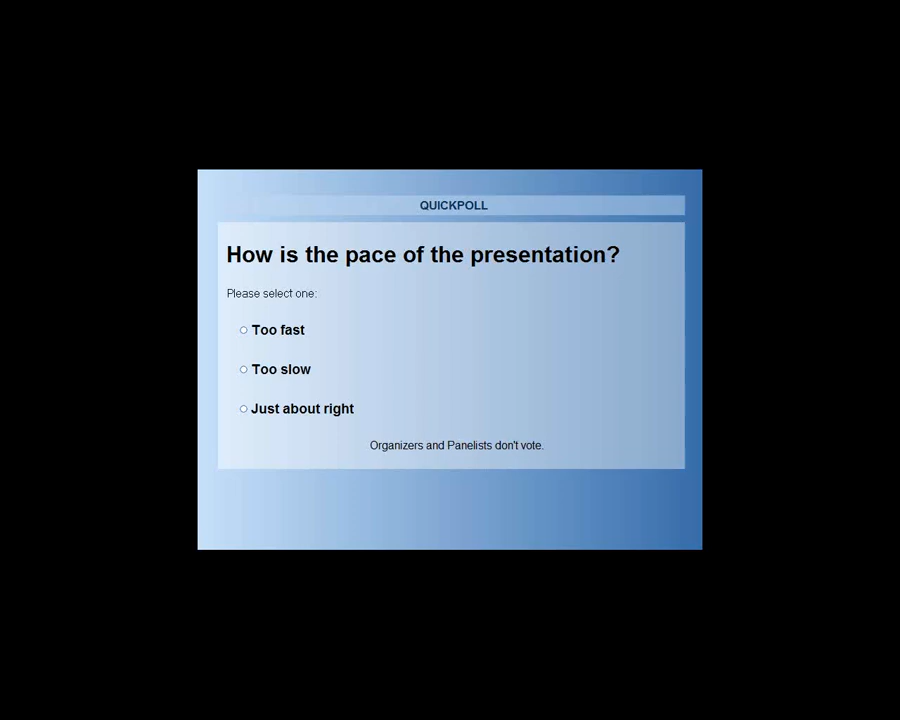 QUICKPOLL
How is the pace of the presentation?
Please select one:
Too fast
Too slow
Just about right
Organizers and Panelists don't vote.